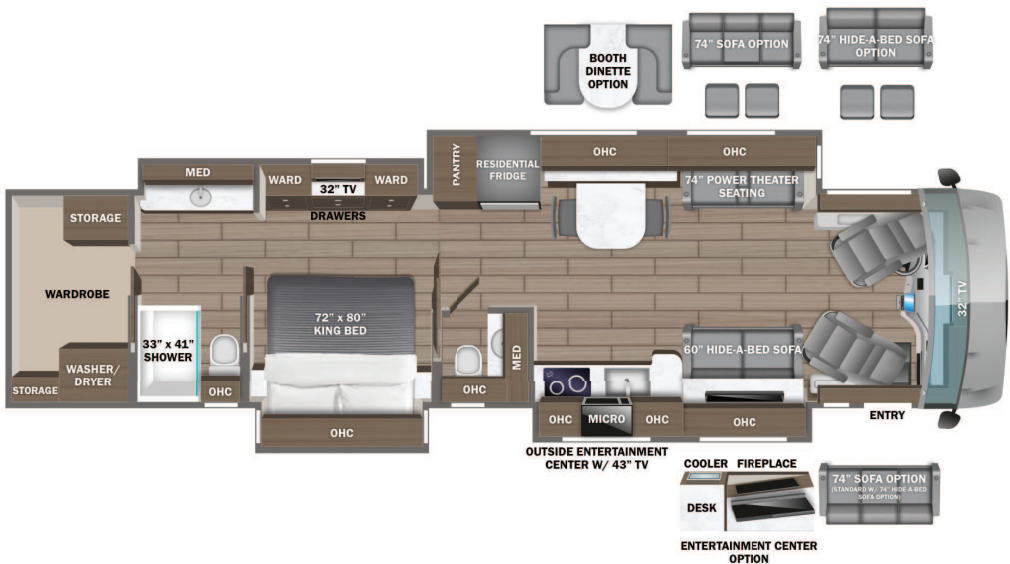 BOOTH
DINETTE
OPTION
74” SOFA OPTION
74” HIDE-A-BED SOFA
OPTION
MED
WARD
32” TV
WARD
DRAWERS
PANTRY
RESIDENTIAL
FRIDGE
OHC
OHC
74” POWER THEATER
SEATING
STORAGE
WARDROBE
STORAGE
WASHER/
DRYER
33” x 41”
SHOWER
OHC
72” x 80”
KING BED
OHC
OHC
MED
60” HIDE-A-BED SOFA
32” TV
OHC
MICRO
OHC
OHC
ENTRY
OUTSIDE ENTERTAINMENT
CENTER W/ 43” TV
COOLER
FIREPLACE
DESK
ENTERTAINMENT CENTER
OPTION
74” SOFA OPTION
(STANDARD W/ 74” HIDE-A-BED
SOFA OPTION)